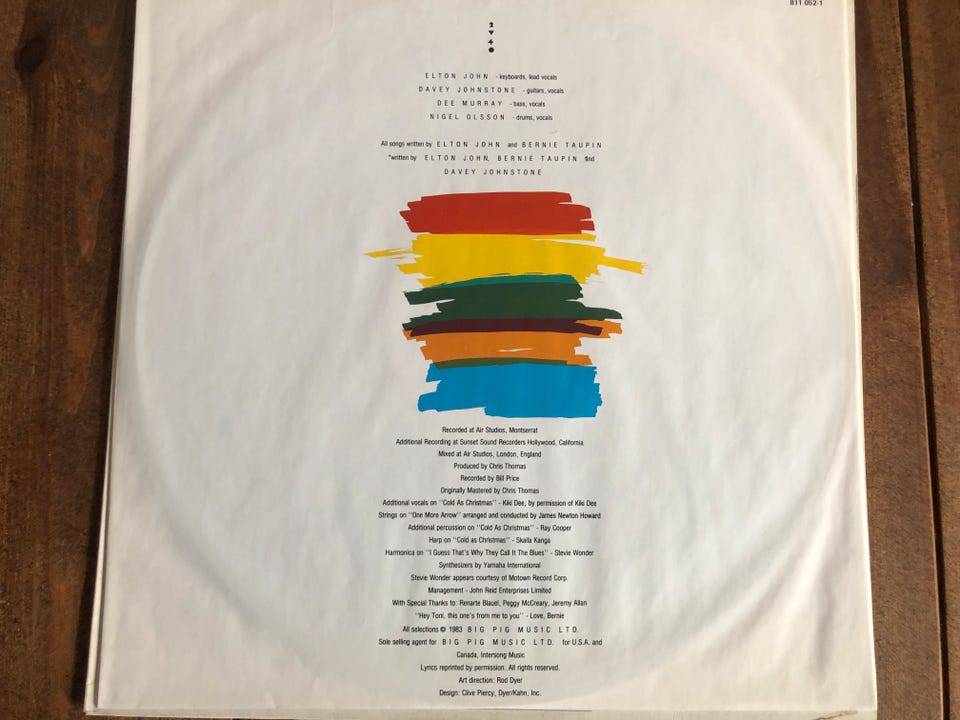 811 052-1
ELTON JOHN - keyboards, lead vocals
DAVEY JOHNSTONE - guitars, vocals
DEE MURRAY - bass, vocals
NIGEL OLSSON - drums, vocals
All songs written by ELTON JOHN and BERNIE TAUPIN
*written by ELTON JOHN, BERNIE TAUPIN and
DAVEY JOHNSTONE
Recorded at Air Studios, Montserrat
Additional Recording at Sunset Sound Recorders Hollywood, California
Mixed at Air Studios, London, England
Produced by Chris Thomas
Recorded by Bill Price
Originally Mastered by Chris Thomas
Additional vocals on "Cold As Christmas" - Kiki Dee, by permission of Kiki Dee
Strings on "One More Arrow" arranged and conducted by James Newton Howard
Additional percussion on "Cold As Christmas" - Ray Cooper
Harp on "Cold as Christmas" - Skaila Kanga
Harmonica on "I Guess That's Why They Call It The Blues" - Stevie Wonder
Synthesizers by Yamaha International
Stevie Wonder appears courtesy of Motown Record Corp.
Management - John Reid Enterprises Limited
With Special Thanks to: Renarte Blauel, Peggy McCreary, Jeremy Allan
"Hey Toni, this one's from me to you" - Love, Bernie
All selections © 1983 BIG PIG MUSIC LTD.
Sole selling agent for BIG PIG MUSIC LTD. for U.S.A. and
Canada, Intersong Music
Lyrics reprinted by permission. All rights reserved.
Art direction: Rod Dyer
Design: Clive Piercy, Dyer/Kahn, Inc.